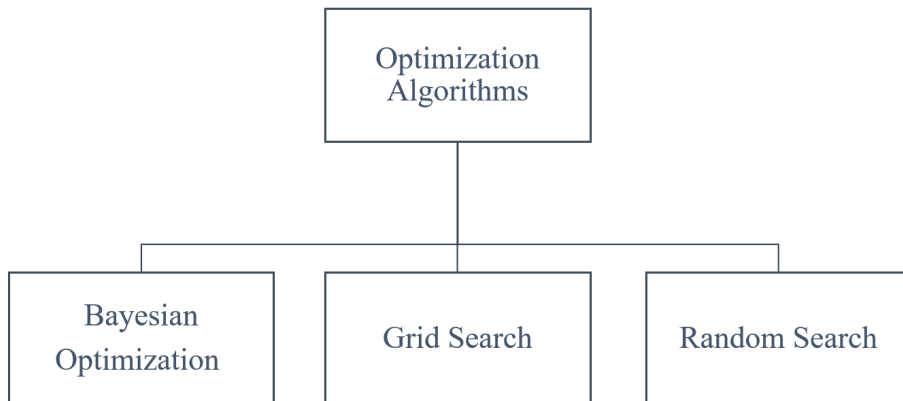 Optimization
Algorithms
Bayesian
Optimization
Grid Search
Random Search